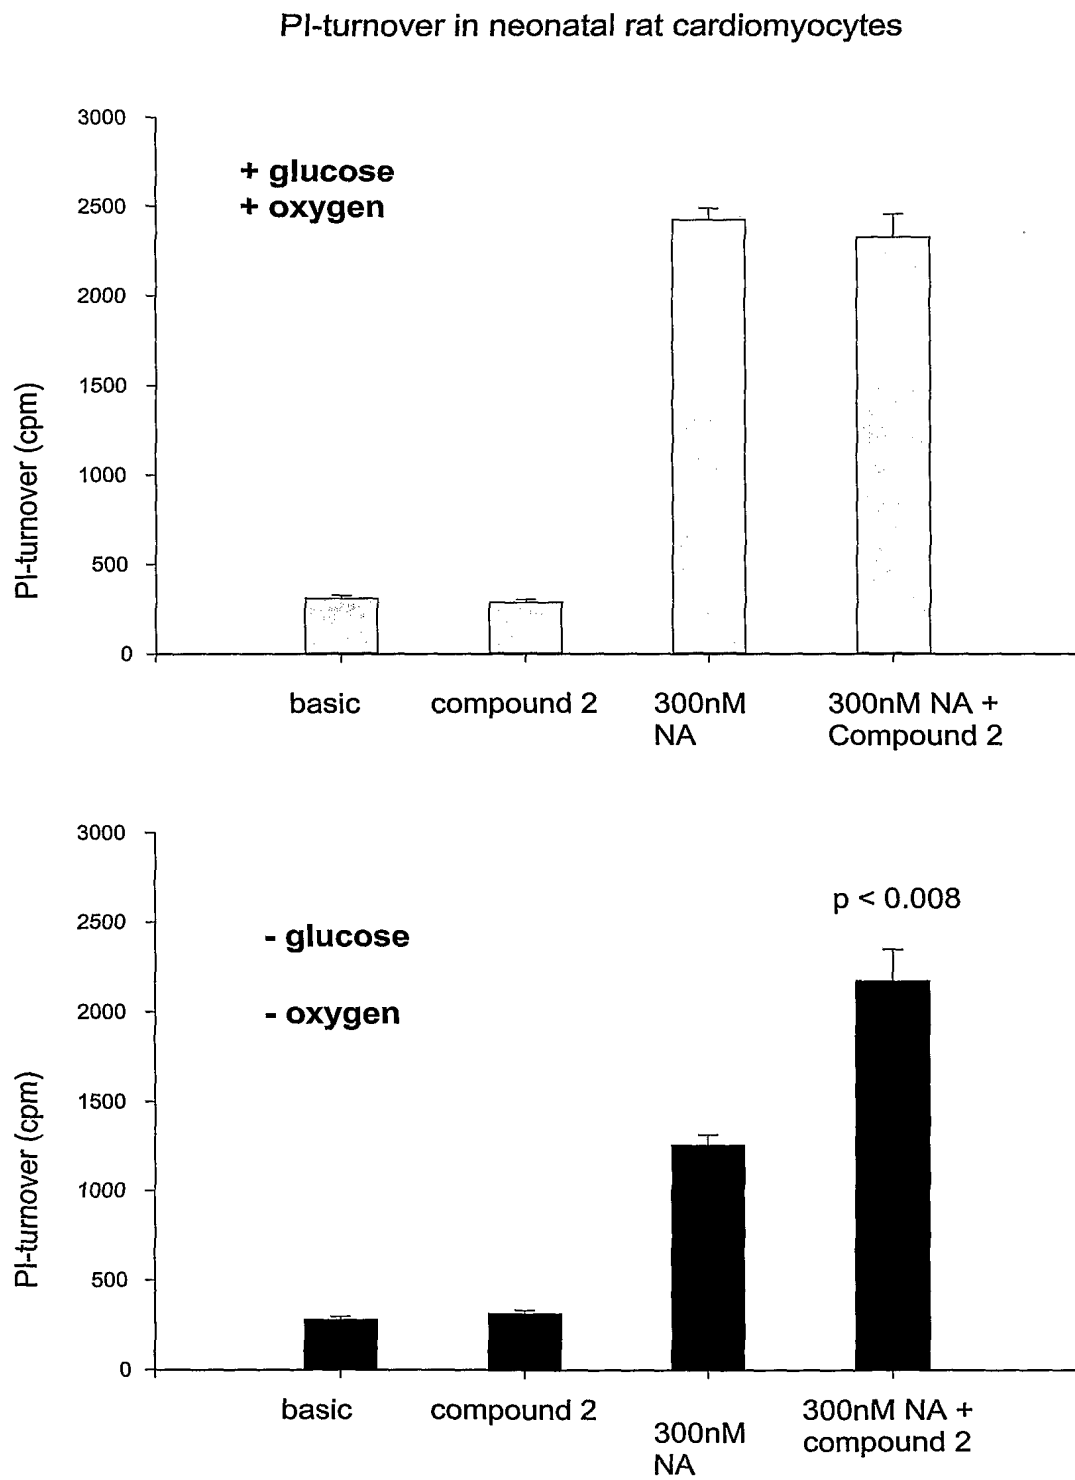 PI-turnover in neonatal rat cardiomyocytes
3000
2500
2000
1500
1000
500
0
PI-turnover (cpm)
+ glucose
+ oxygen
basic
compound 2
300nM
NA
300nM NA +
Compound 2
3000
2500
2000
1500
1000
500
0
PI-turnover (cpm)
- glucose
- oxygen
p < 0.008
basic
compound 2
300nM
NA
300nM NA +
compound 2